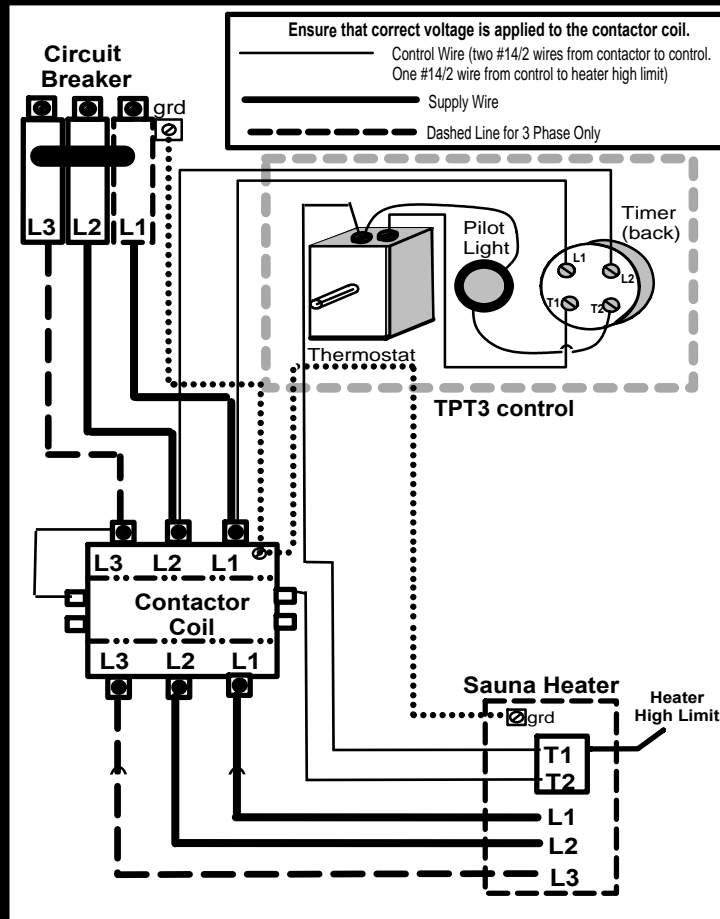 Ensure that correct voltage is applied to the contactor coil.
Control Wire (two #14/2 wires from contactor to control.
One #14/2 wire from control to heater high limit)
Supply Wire
Dashed Line for 3 Phase Only
Circuit
Breaker
grd
L3 L2 L1
Pilot
Light
Timer
(back)
L1
L2
T1 T2
Thermostat
TPT3 control
L3 L2 L1
Contactor
Coil
L3 L2 L1
Sauna Heater
Heater
High Limit
grd
T1
T2
L1
L2
L3